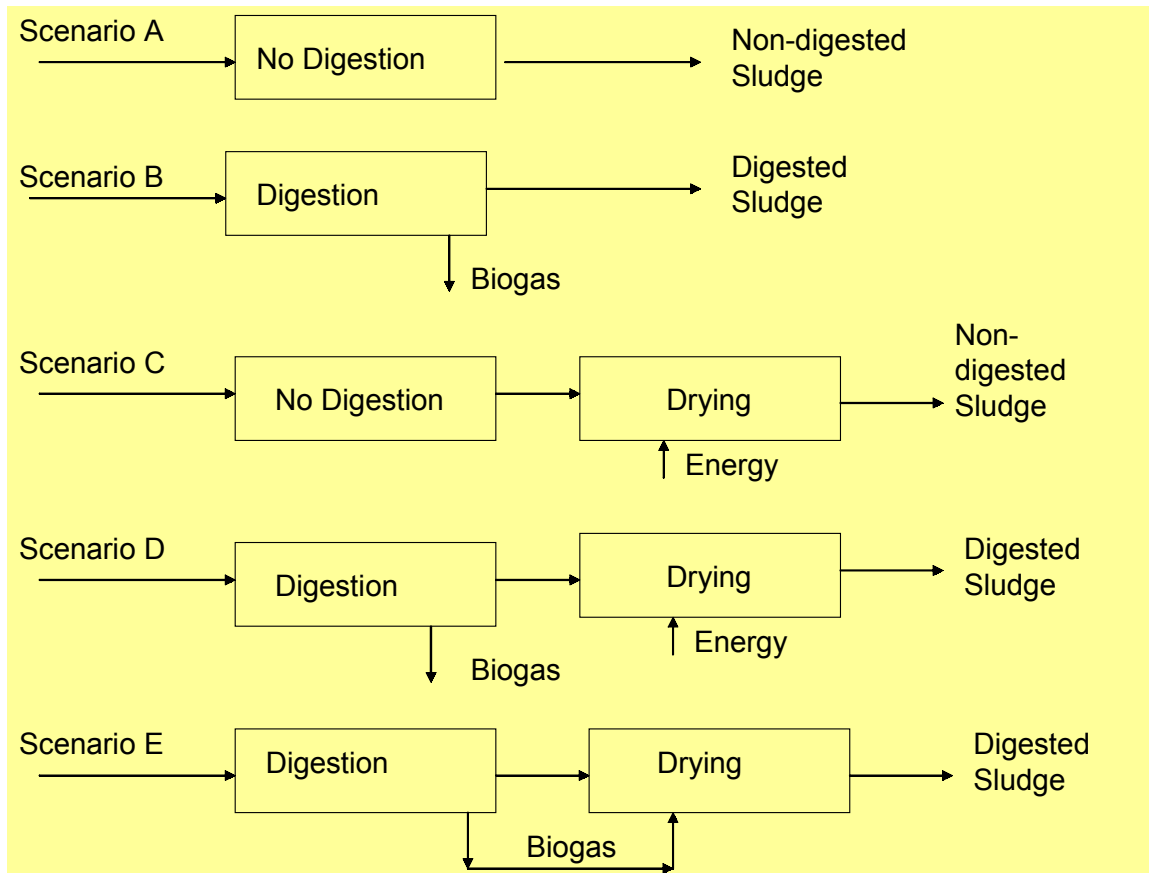 Scenario A
No Digestion
Non-digested
Sludge
Scenario B
Digestion
Digested
Sludge
Biogas
Scenario C
No Digestion
Drying
Non-
digested
Sludge
Energy
Scenario D
Digestion
Drying
Digested
Sludge
Energy
Biogas
Scenario E
Digestion
Drying
Digested
Sludge
Biogas